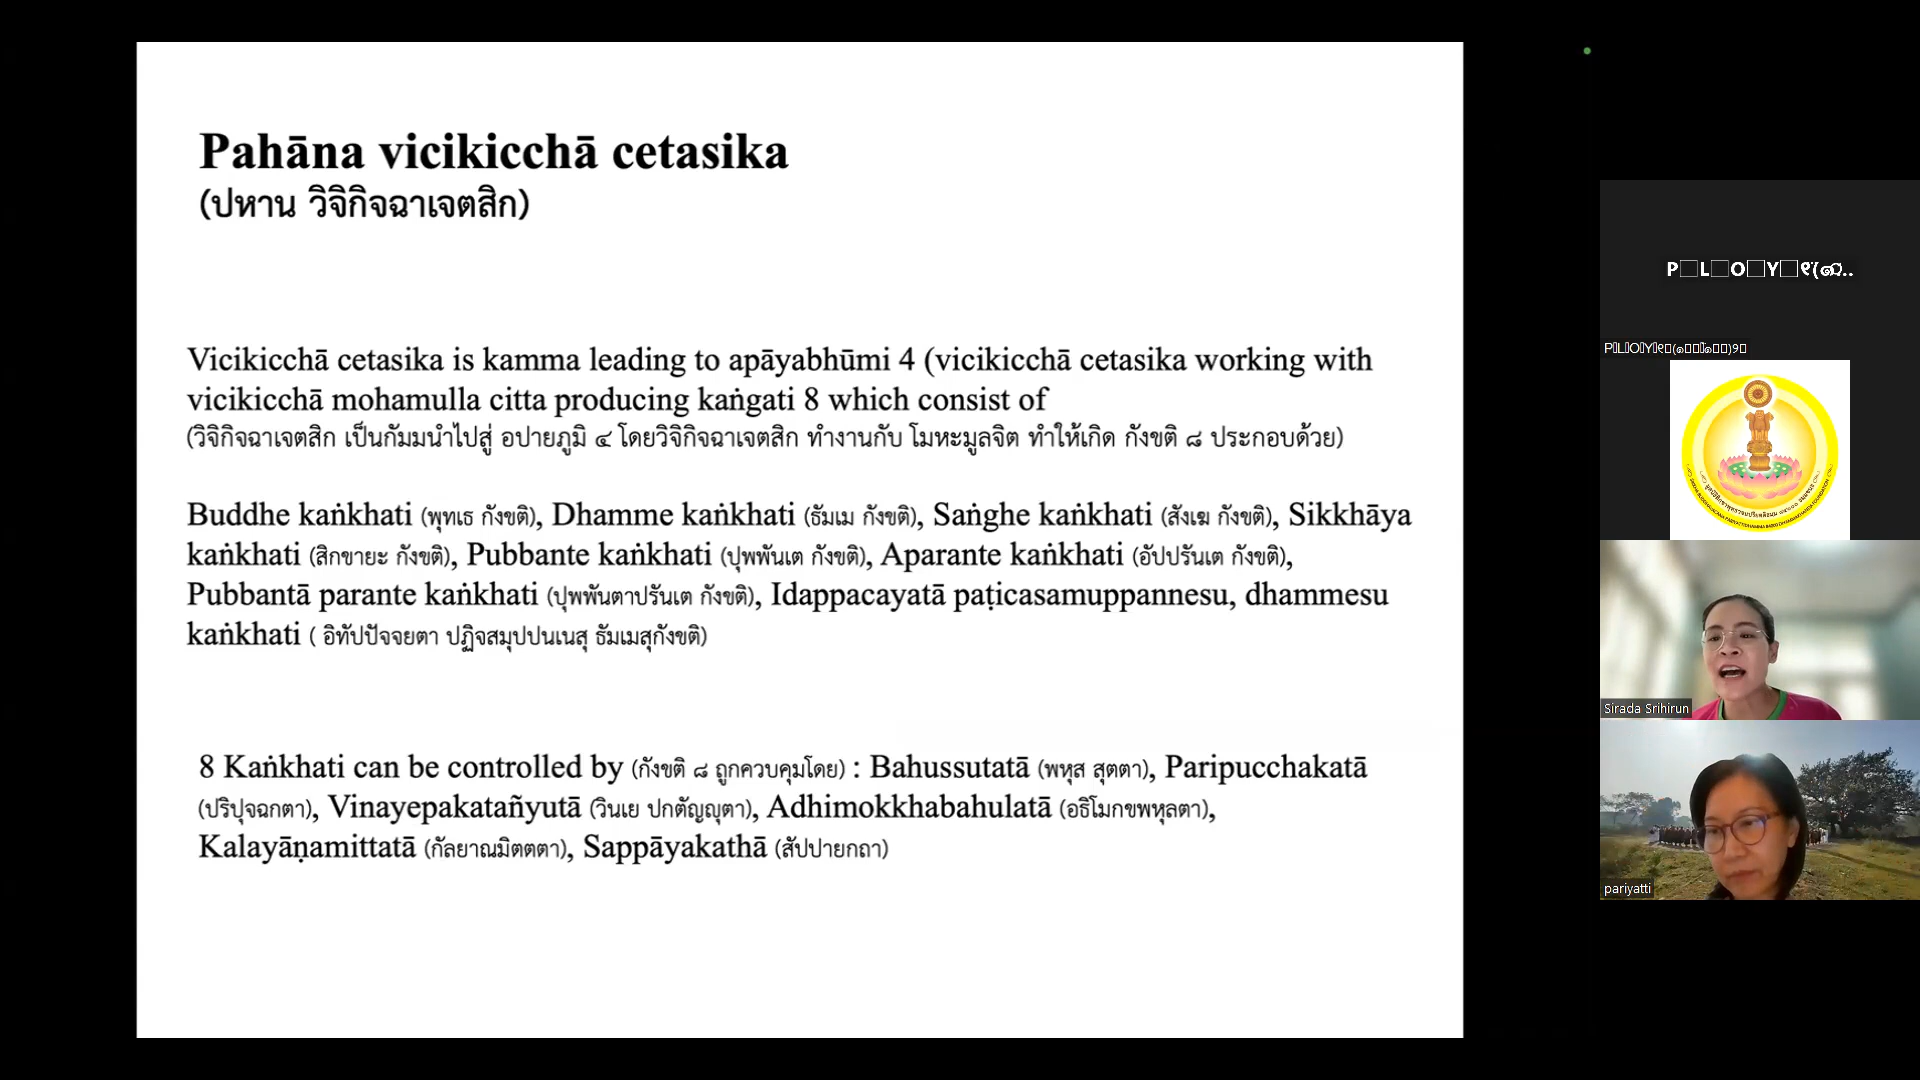 Pahāna vicikicchā cetasika
(ปหาน วิจิกิจฉาเจตสิก)
Vicikicchā cetasika is kamma leading to apāyabhūmi 4 (vicikicchā cetasika working with
vicikicchā mohamulla citta producing kaṅgati 8 which consist of
(วิจิกิจฉาเจตสิก เป็นกัมมนำไปสู่ อปายภูมิ ๔ โดยวิจิกิจฉาเจตสิก ทำงานกับ โมหะมูลจิต ทำให้เกิด กังขติ ๘ ประกอบด้วย)
Buddhe kaṅkhati (พุทเธ กังขติ), Dhamme kaṅkhati (ธัมเม กังขติ), Saṅghe kaṅkhati (สังเฆ กังขติ), Sikkhāya
kaṅkhati (สิกขายะ กังขติ), Pubbante kaṅkhati (ปุพพันเต กังขติ), Aparante kaṅkhati (อัปปรันเต กังขติ),
Pubbantā parante kaṅkhati (ปุพพันตาปรันเต กังขติ), Idappacayatā paṭicasamuppannesu, dhammesu
kaṅkhati ( อิทัปปัจจยตา ปฏิจสมุปปนเนสุ ธัมเมสุกังขติ)
8 Kaṅkhati can be controlled by (กังขติ ๘ ถูกควบคุมโดย) : Bahussutatā (พหุส สุตตา), Paripucchakatā
(ปริปุจฉกตา), Vinayepakatañyutā (วินเย ปกตัญญุตา), Adhimokkhabahulatā (อธิโมกขพหุลตา),
Kalayāṇamittatā (กัลยาณมิตตตา), Sappāyakathā (สัปปายกถา)
Sirada Srihirun
pariyatti